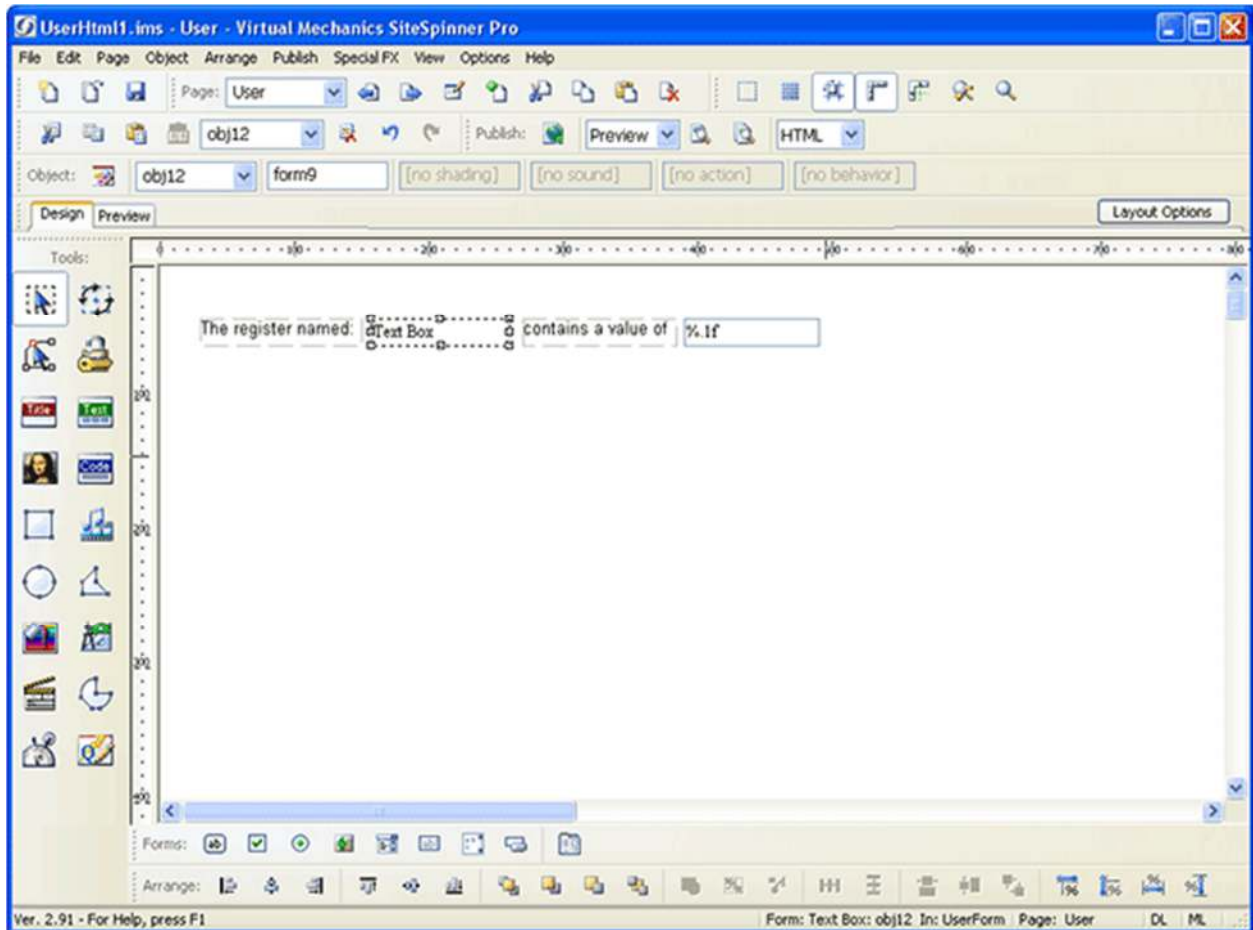 UserHtml1.ims - User - Virtual Mechanics SiteSpinner Pro
File Edit Page Object Arrange Publish Special FX View Options Help
Page: User
obj12 Publish: Preview HTML
Object: obj12 form9 [no shading] [no sound] [no action] [no behavior]
Design Preview Layout Options
Tools:
The register named: Text Box contains a value of %.1f
Title Text
Code
Forms:
Arrange:
Ver. 2.91 - For Help, press F1 Form: Text Box: obj12 In: UserForm Page: User DL ML